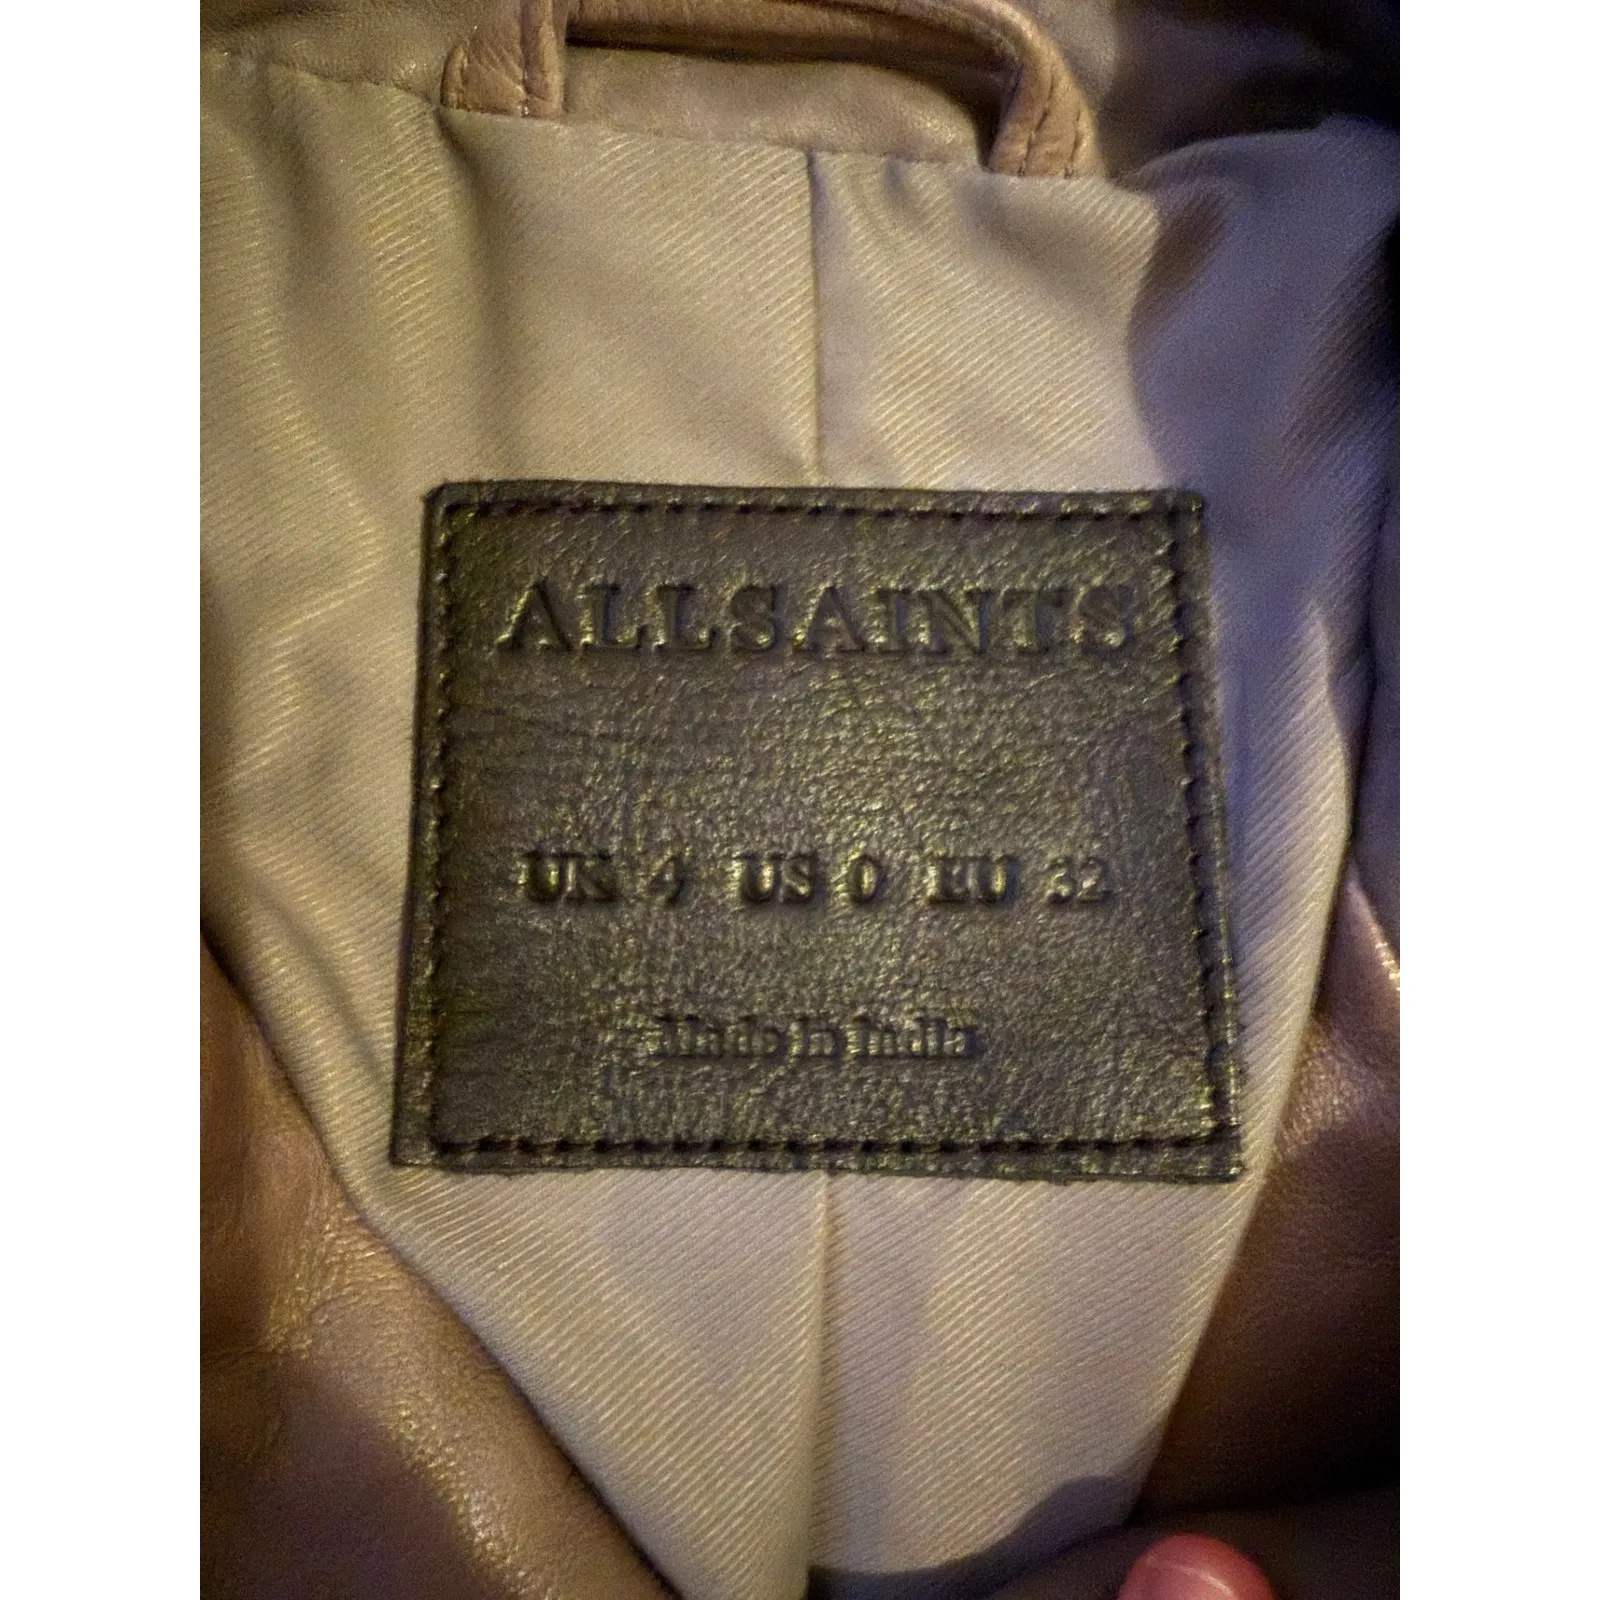 ALLSAINTS
UK 4 US 0 EU 32
Made in India